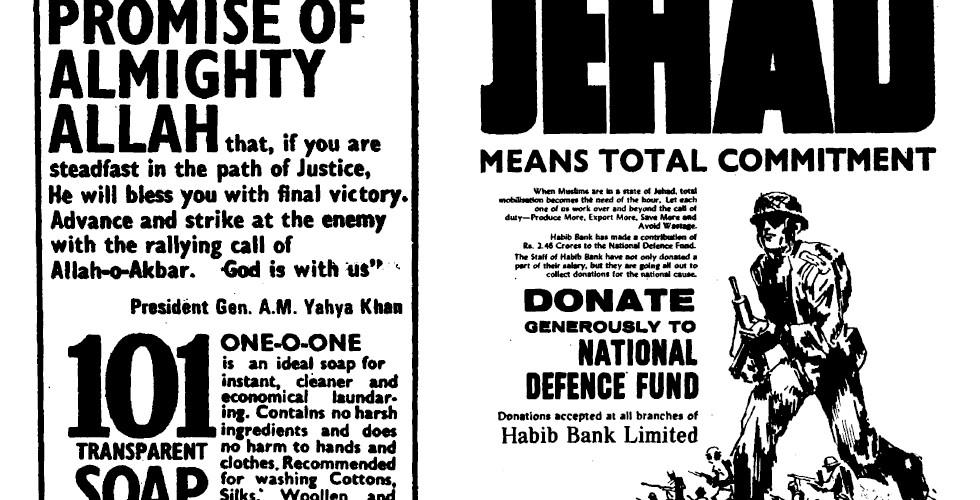 PROMISE OF
ALMIGHTY
ALLAH that, if you are
steadfast in the path of Justice,
He will bless you with final victory.
Advance and strike at the enemy
with the rallying call of
Allah-o-Akbar. God is with us”
President Gen. A.M. Yahya Khan
101
TRANSPARENT
SOAP
ONE-O-ONE
is an ideal soap for
instant, cleaner and
economical laundar-
ing. Contains no harsh
ingredients and does
no harm to hands and
clothes. Recommended
for washing Cottons,
Silks, Woollen and
JEHAD
MEANS TOTAL COMMITMENT
When Muslims are in a state of Jehad, total
mobilisation becomes the need of the hour. Let each
one of us work over and beyond the call of
duty—Produce More, Export More, Save More and
Avoid Wastage.
Habib Bank has made a contribution of
Rs. 2.46 Crores to the National Defence Fund.
The Staff of Habib Bank have not only donated a
part of their salary, but they are going all out to
collect donations for the national cause.
DONATE
GENEROUSLY TO
NATIONAL
DEFENCE FUND
Donations accepted at all branches of
Habib Bank Limited